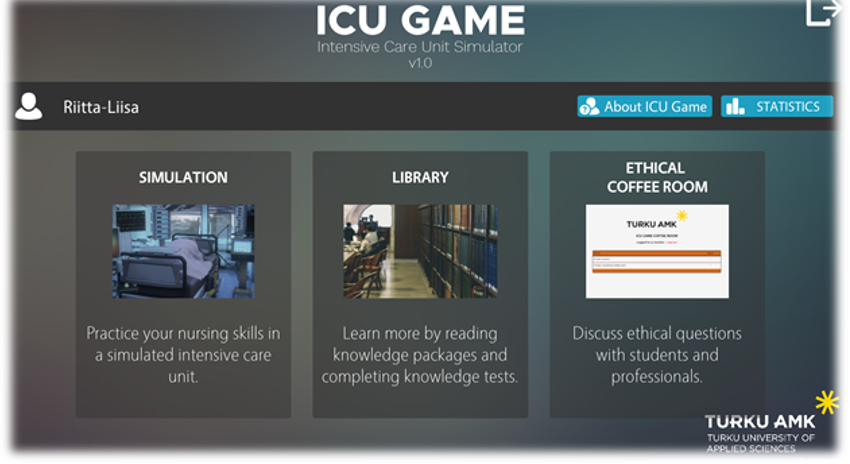 ICU GAME
Intensive Care Unit Simulator
v1.0
Riitta-Liisa
About ICU Game
STATISTICS
SIMULATION
Practice your nursing skills in
a simulated intensive care
unit.
LIBRARY
Learn more by reading
knowledge packages and
completing knowledge tests.
ETHICAL
COFFEE ROOM
TURKU AMK
ICU GAME COFFEE ROOM
Discuss ethical questions
with students and
professionals.
TURKU AMK
TURKU UNIVERSITY OF
APPLIED SCIENCES